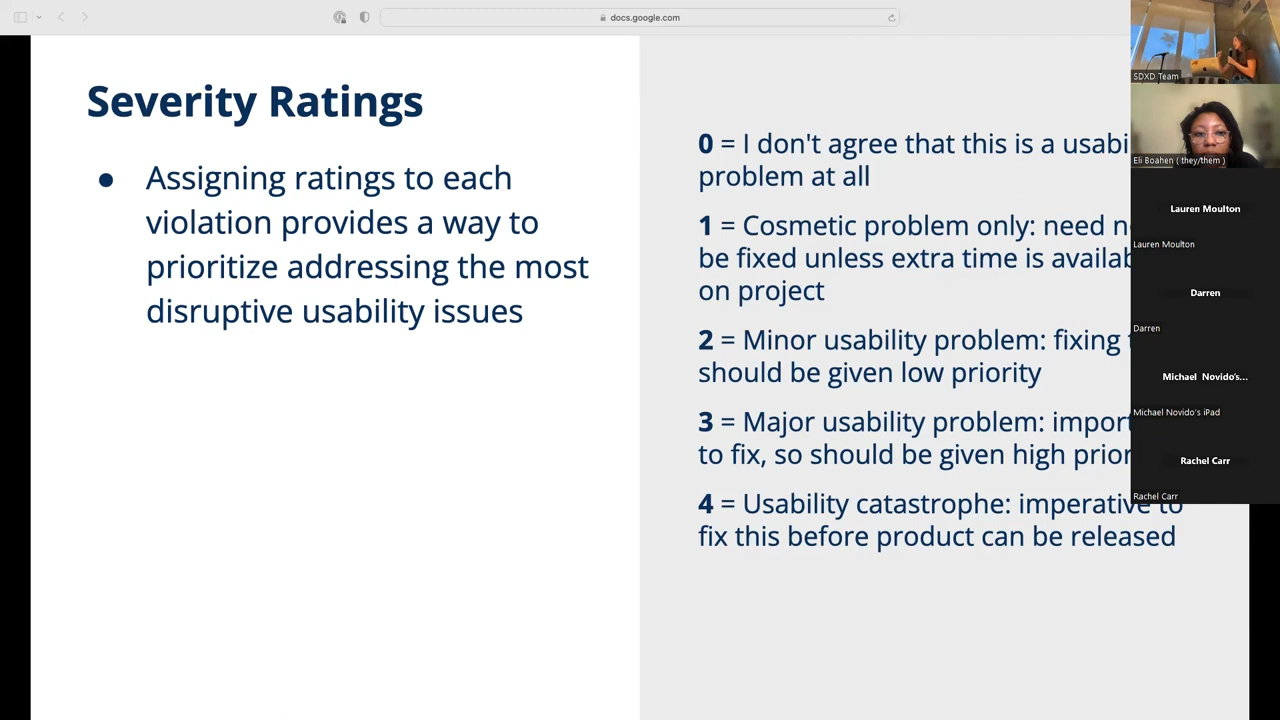 docs.google.com
Severity Ratings
● Assigning ratings to each
violation provides a way to
prioritize addressing the most
disruptive usability issues
0 = I don't agree that this is a
problem at all
1 = Cosmetic problem only: need
be fixed unless extra time is
on project
2 = Minor usability problem: fixing
should be given low priority
3 = Major usability problem:
to fix, so should be given high
4 = Usability catastrophe: imperative to
fix this before product can be released
SDXD Team
Eli Boahen ( they/them )
Lauren Moulton
Lauren Moulton
Darren
Darren
Michael Novido's...
Michael Novido's iPad
Rachel Carr
Rachel Carr